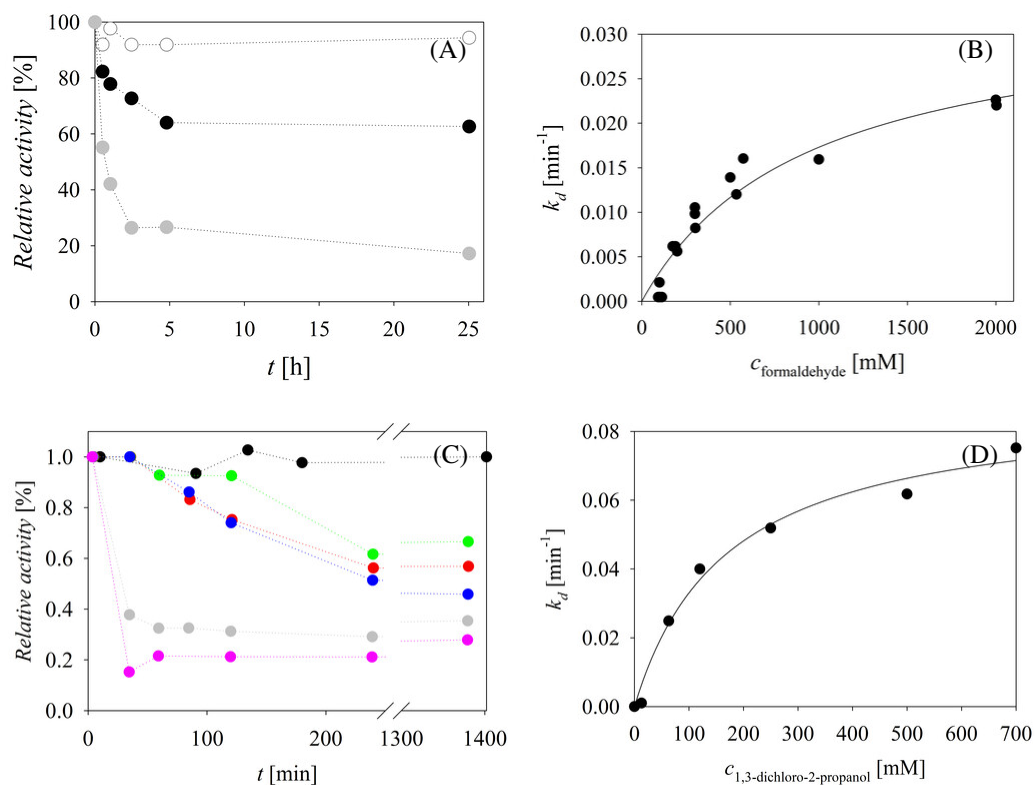 (A)
Relative activity [%]
100
80
60
40
20
0
0 5 10 15 20 25
t [h]
(B)
k_d [min⁻¹]
0.030
0.025
0.020
0.015
0.010
0.005
0.000
0 500 1000 1500 2000
c_formaldehyde [mM]
(C)
Relative activity [%]
1.0
0.8
0.6
0.4
0.2
0.0
0 100 200 1300 1400
t [min]
(D)
k_d [min⁻¹]
0.08
0.06
0.04
0.02
0.00
0 100 200 300 400 500 600 700
c_1,3-dichloro-2-propanol [mM]